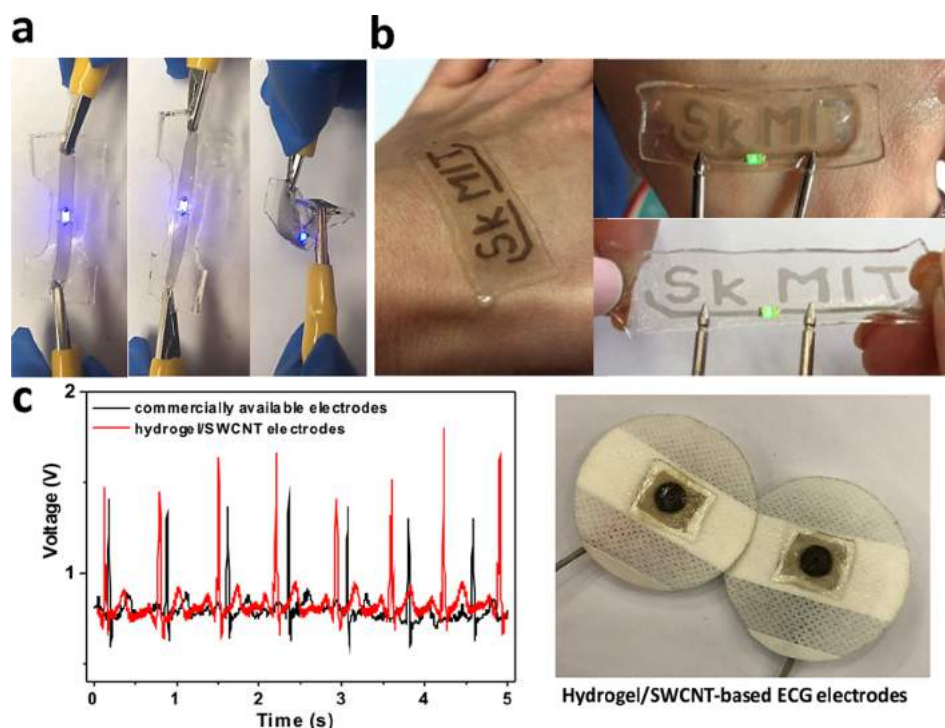 a
b
Sk MIT
Sk MIT
Sk MIT
c
2
1
Voltage (V)
commercially available electrodes
hydrogel/SWCNT electrodes
0 1 2 3 4 5
Time (s)
Hydrogel/SWCNT-based ECG electrodes